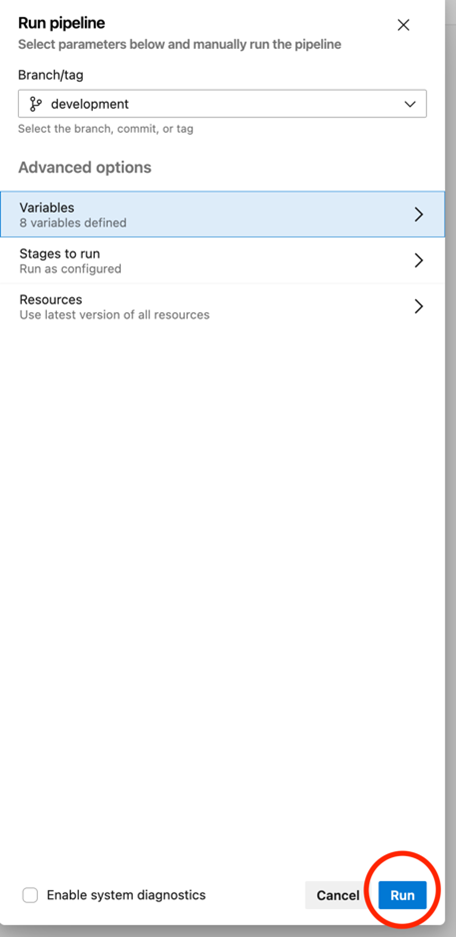 Run pipeline
Select parameters below and manually run the pipeline
Branch/tag
development
Select the branch, commit, or tag
Advanced options
Variables
8 variables defined
Stages to run
Run as configured
Resources
Use latest version of all resources
Enable system diagnostics
Cancel
Run